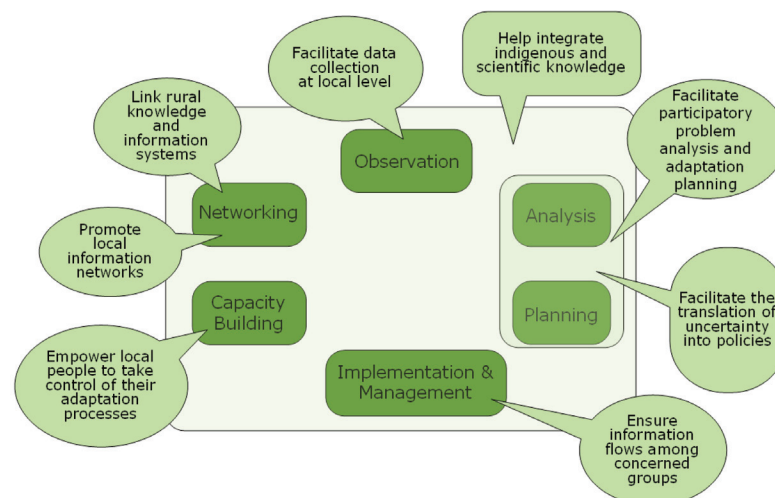 Facilitate data
collection
at local level
Help integrate
indigenous and
scientific knowledge
Link rural
knowledge
and
information
systems
Facilitate
participatory
problem
analysis and
adaptation
planning
Observation
Networking
Analysis
Promote
local
information
networks
Capacity
Building
Planning
Facilitate the
translation of
uncertainty
into policies
Empower local
people to take
control of their
adaptation
processes
Implementation &
Management
Ensure
information
flows among
concerned
groups